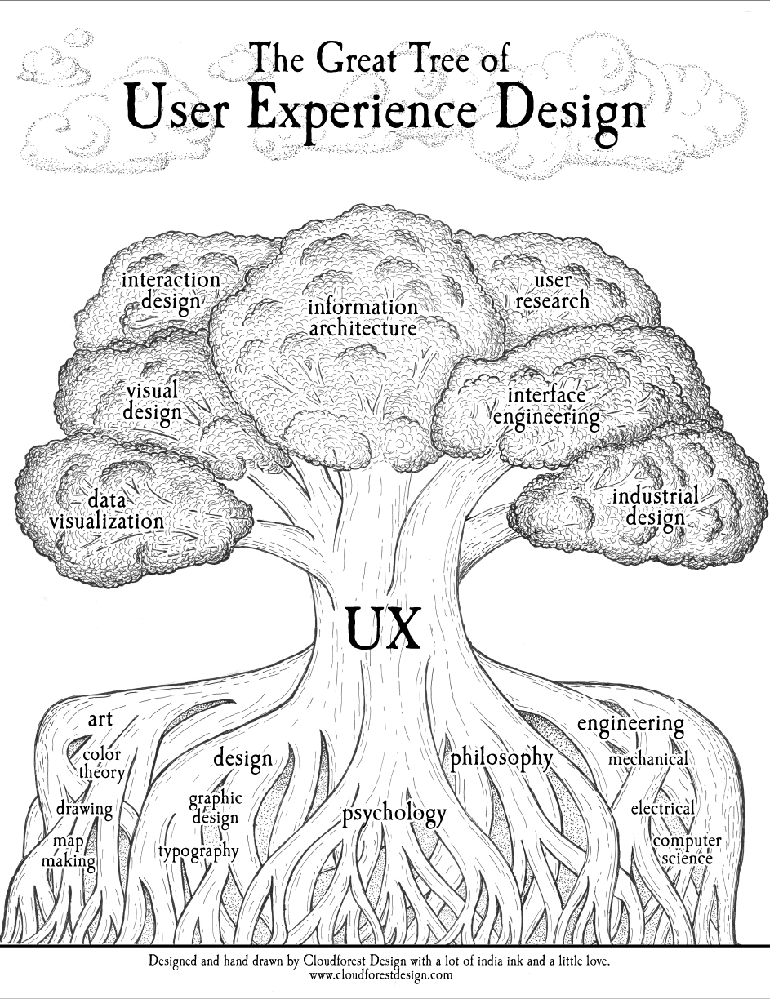 The Great Tree of
User Experience Design
interaction
design
information
architecture
user
research
visual
design
interface
engineering
data
visualization
industrial
design
UX
art
color
theory
drawing
map
making
design
graphic
design
typography
psychology
philosophy
engineering
mechanical
electrical
computer
science
Designed and hand drawn by Cloudforest Design with a lot of india ink and a little love.
www.cloudforestdesign.com